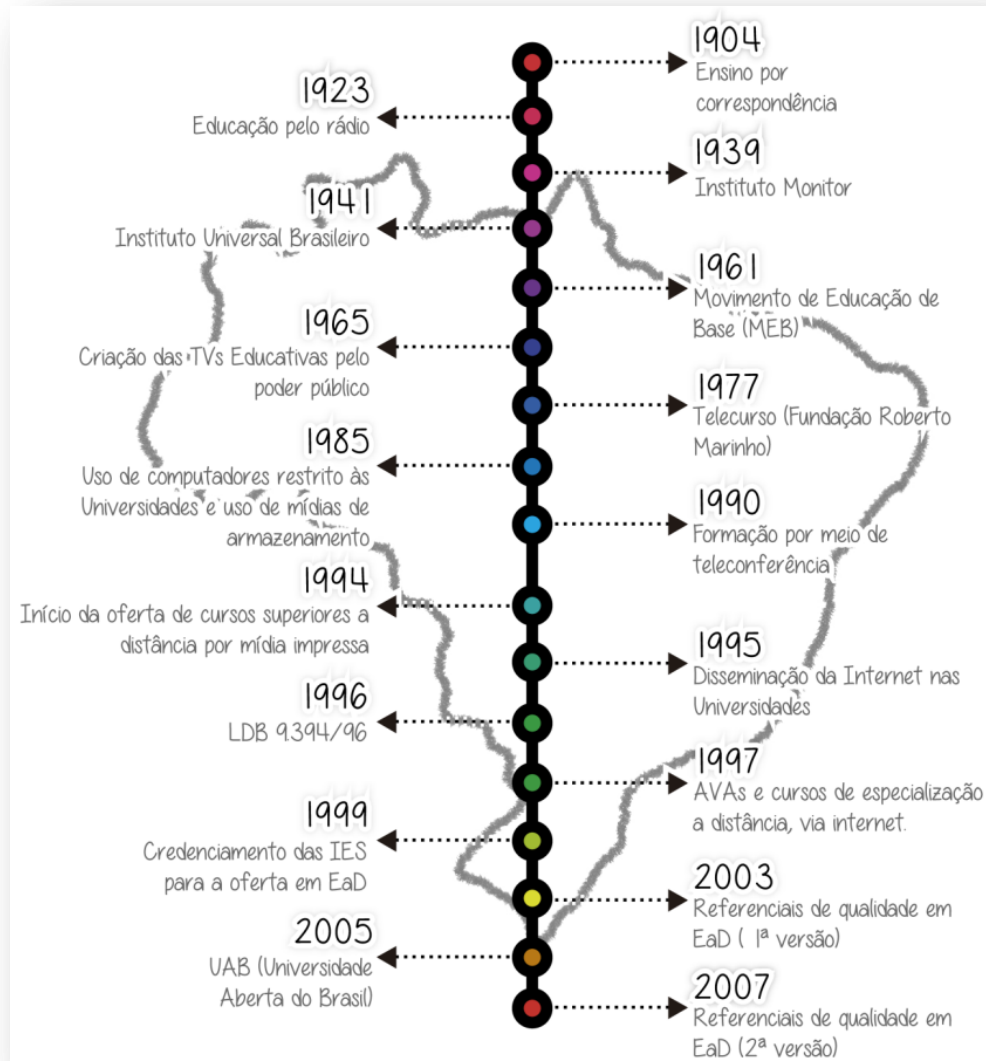 1904
Ensino por
correspondência
1923
Educação pelo rádio
1939
Instituto Monitor
1941
Instituto Universal Brasileiro
1961
Movimento de Educação de
Base (MEB)
1965
Criação das TVs Educativas pelo
poder público
1977
Telecurso (Fundação Roberto
Marinho)
1985
Uso de computadores restrito às
Universidades e uso de mídias de
armazenamento
1990
Formação por meio de
teleconferência
1994
Início da oferta de cursos superiores a
distância por mídia impressa
1995
Disseminação da Internet nas
Universidades
1996
LDB 9.394/96
1997
AVAs e cursos de especialização
a distância, via internet.
1999
Credenciamento das IES
para a oferta em EaD
2003
Referenciais de qualidade em
EaD ( 1ª versão)
2005
UAB (Universidade
Aberta do Brasil)
2007
Referenciais de qualidade em
EaD (2ª versão)